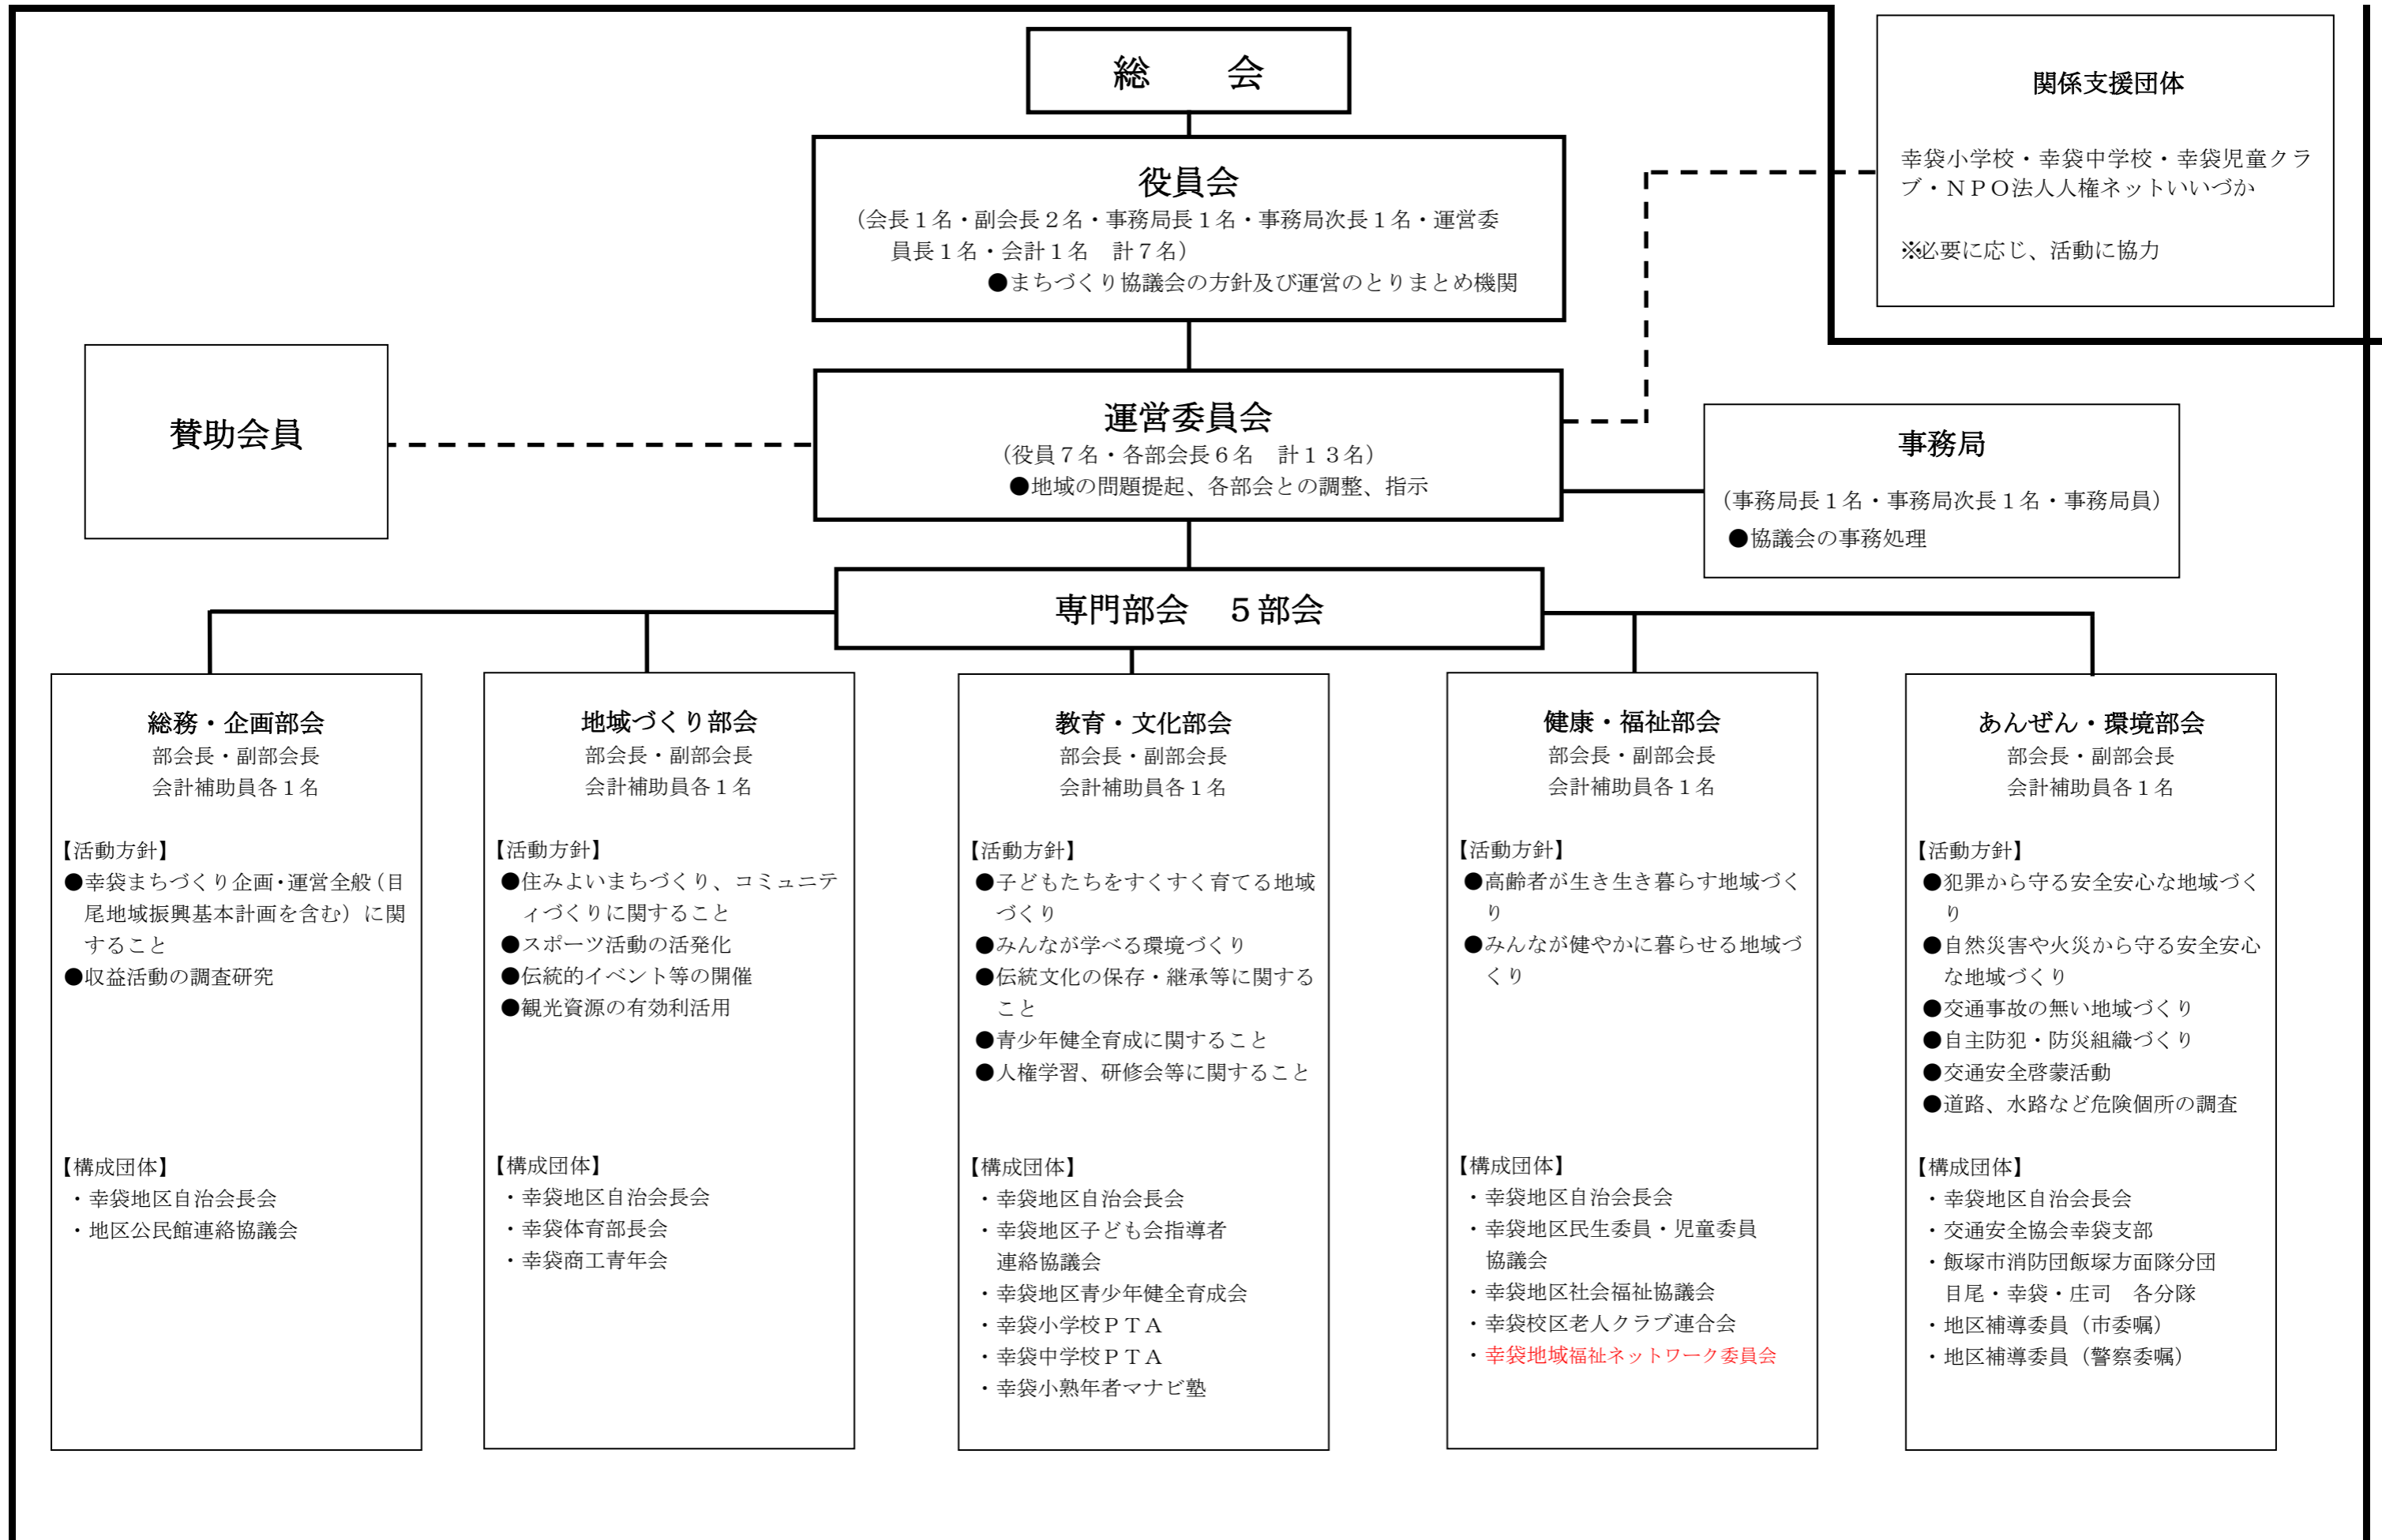 総　会
役員会
（会長１名・副会長２名・事務局長１名・事務局次長１名・運営委
員長１名・会計１名　計７名）
●まちづくり協議会の方針及び運営のとりまとめ機関
関係支援団体
幸袋小学校・幸袋中学校・幸袋児童クラ
ブ・ＮＰＯ法人人権ネットいいづか
※必要に応じ、活動に協力
賛助会員
運営委員会
（役員７名・各部会長６名　計１３名）
●地域の問題提起、各部会との調整、指示
事務局
（事務局長１名・事務局次長１名・事務局員）
●協議会の事務処理
専門部会　５部会
総務・企画部会
部会長・副部会長
会計補助員各１名
【活動方針】
●幸袋まちづくり企画・運営全般（目
尾地域振興基本計画を含む）に関
すること
●収益活動の調査研究
【構成団体】
・幸袋地区自治会長会
・地区公民館連絡協議会
地域づくり部会
部会長・副部会長
会計補助員各１名
【活動方針】
●住みよいまちづくり、コミュニテ
ィづくりに関すること
●スポーツ活動の活発化
●伝統的イベント等の開催
●観光資源の有効利活用
【構成団体】
・幸袋地区自治会長会
・幸袋体育部長会
・幸袋商工青年会
教育・文化部会
部会長・副部会長
会計補助員各１名
【活動方針】
●子どもたちをすくすく育てる地域
づくり
●みんなが学べる環境づくり
●伝統文化の保存・継承等に関する
こと
●青少年健全育成に関すること
●人権学習、研修会等に関すること
【構成団体】
・幸袋地区自治会長会
・幸袋地区子ども会指導者
連絡協議会
・幸袋地区青少年健全育成会
・幸袋小学校ＰＴＡ
・幸袋中学校ＰＴＡ
・幸袋小熟年者マナビ塾
健康・福祉部会
部会長・副部会長
会計補助員各１名
【活動方針】
●高齢者が生き生き暮らす地域づく
り
●みんなが健やかに暮らせる地域づ
くり
【構成団体】
・幸袋地区自治会長会
・幸袋地区民生委員・児童委員
協議会
・幸袋地区社会福祉協議会
・幸袋校区老人クラブ連合会
・幸袋地域福祉ネットワーク委員会
あんぜん・環境部会
部会長・副部会長
会計補助員各１名
【活動方針】
●犯罪から守る安全安心な地域づく
り
●自然災害や火災から守る安全安心
な地域づくり
●交通事故の無い地域づくり
●自主防犯・防災組織づくり
●交通安全啓蒙活動
●道路、水路など危険個所の調査
【構成団体】
・幸袋地区自治会長会
・交通安全協会幸袋支部
・飯塚市消防団飯塚方面隊分団
目尾・幸袋・庄司　各分隊
・地区補導委員（市委嘱）
・地区補導委員（警察委嘱）